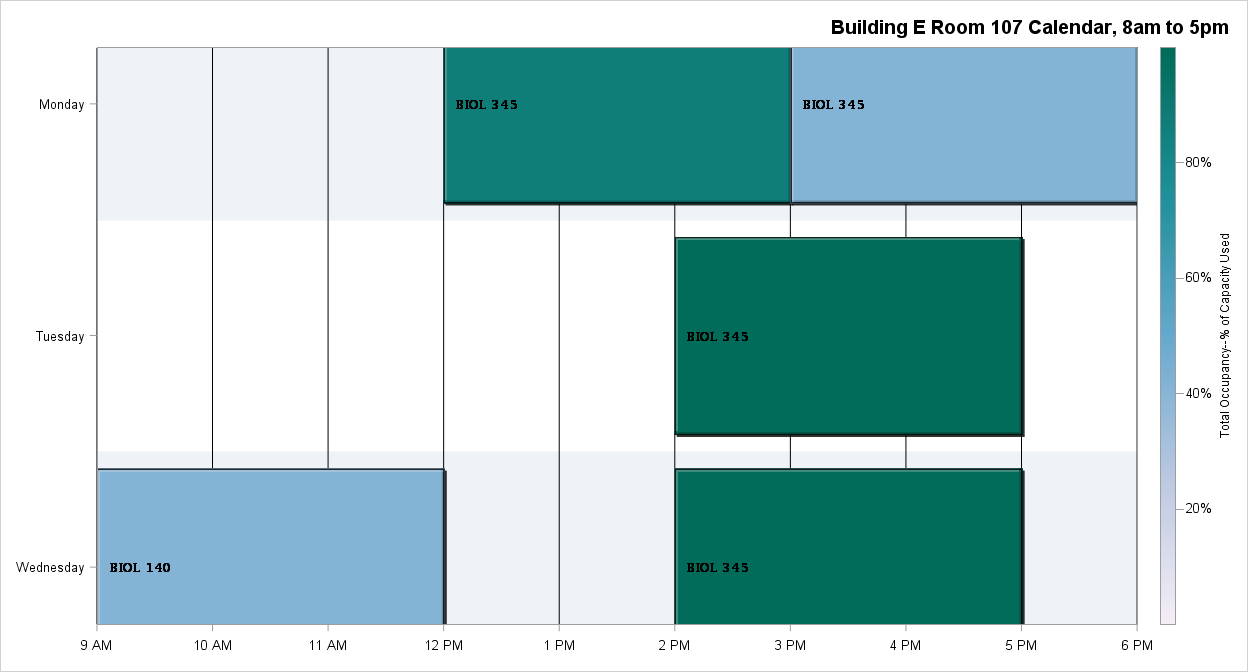 Building E Room 107 Calendar, 8am to 5pm
Monday
BIOL 345
BIOL 345
Tuesday
BIOL 345
Wednesday
BIOL 140
BIOL 345
9 AM
10 AM
11 AM
12 PM
1 PM
2 PM
3 PM
4 PM
5 PM
6 PM
80%
60%
40%
20%
Total Occupancy--% of Capacity Used